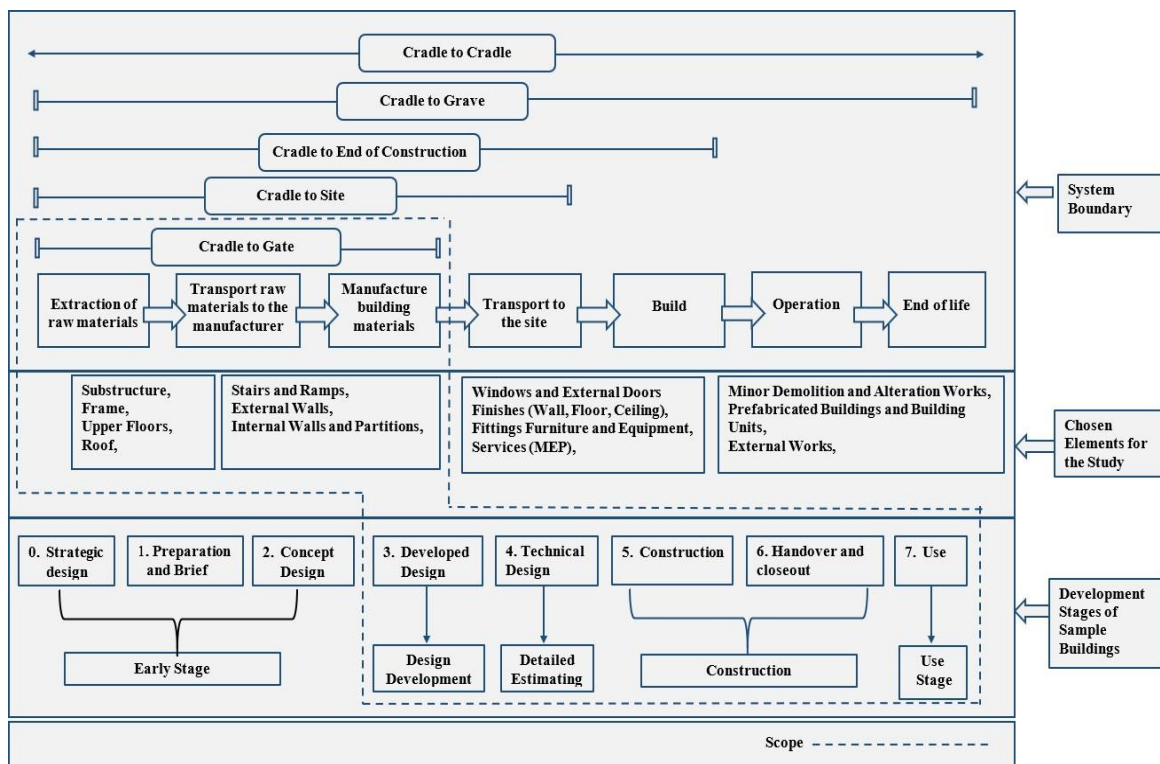 Cradle to Cradle
Cradle to Grave
Cradle to End of Construction
Cradle to Site
Cradle to Gate
Extraction of
raw materials
Transport raw
materials to the
manufacturer
Manufacture
building
materials
Transport to
the site
Build
Operation
End of life
System
Boundary
Substructure,
Frame,
Upper Floors,
Roof,
Stairs and Ramps,
External Walls,
Internal Walls and Partitions,
Windows and External Doors
Finishes (Wall, Floor, Ceiling),
Fittings Furniture and Equipment,
Services (MEP),
Minor Demolition and Alteration Works,
Prefabricated Buildings and Building
Units,
External Works,
Chosen
Elements for
the Study
0. Strategic
design
1. Preparation
and Brief
2. Concept
Design
3. Developed
Design
4. Technical
Design
5. Construction
6. Handover and
closeout
7. Use
Early Stage
Design
Development
Detailed
Estimating
Construction
Use
Stage
Development
Stages of
Sample
Buildings
Scope